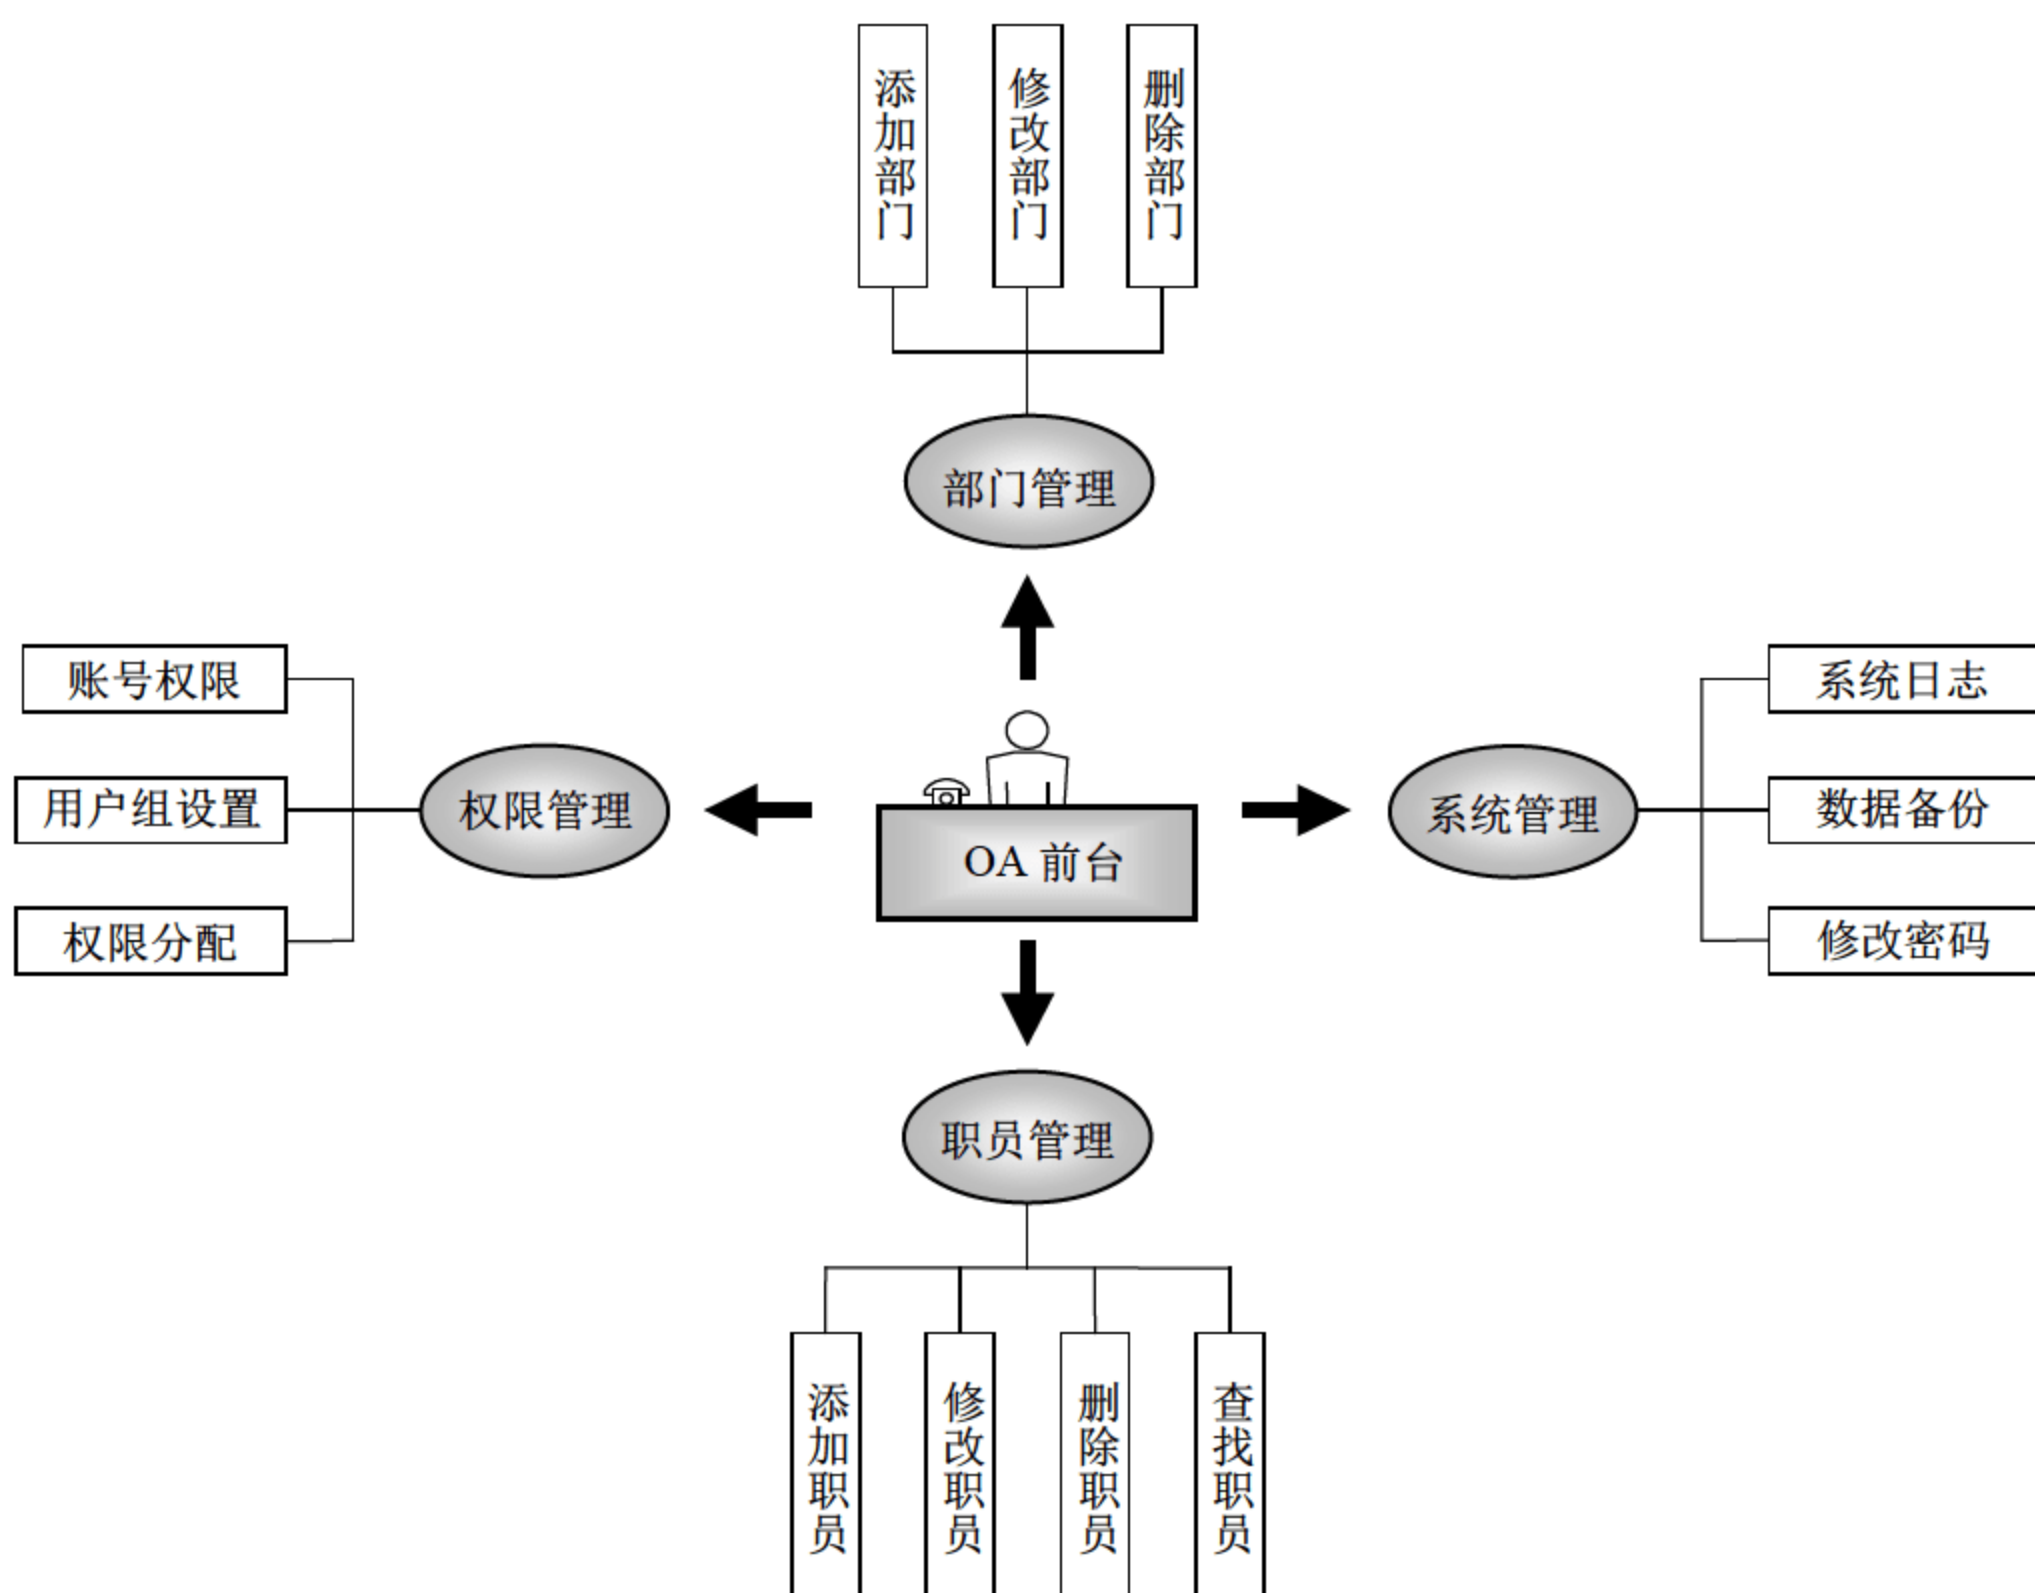 添加部门
修改部门
删除部门
部门管理
账号权限
用户组设置
权限分配
权限管理
OA 前台
系统管理
系统日志
数据备份
修改密码
职员管理
添加职员
修改职员
删除职员
查找职员